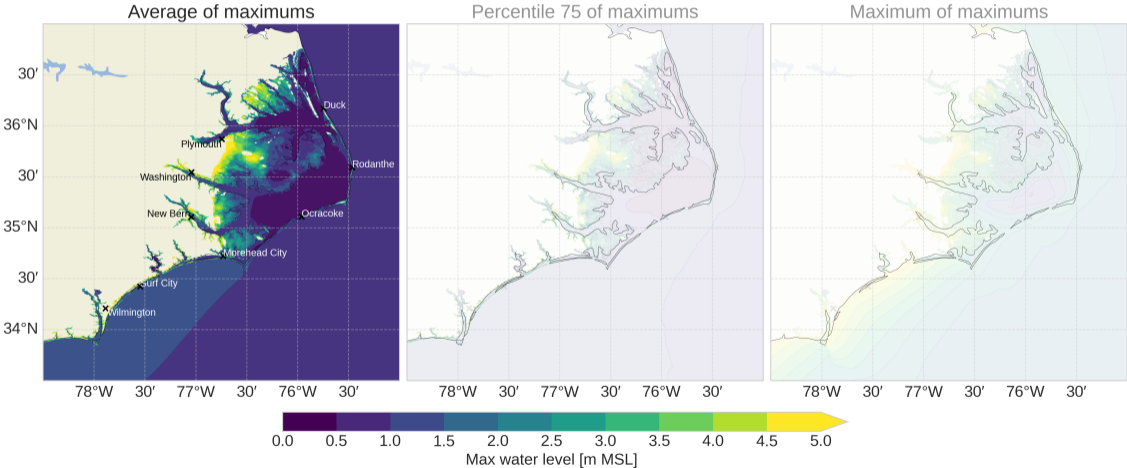 Average of maximums
Percentile 75 of maximums
Maximum of maximums
30′
36°N
30′
35°N
30′
34°N
Duck
Plymouth
Rodanthe
Washington
New Bern
Ocracoke
Morehead City
Surf City
Wilmington
78°W 30′ 77°W 30′ 76°W 30′
78°W 30′ 77°W 30′ 76°W 30′
78°W 30′ 77°W 30′ 76°W 30′
0.0 0.5 1.0 1.5 2.0 2.5 3.0 3.5 4.0 4.5 5.0
Max water level [m MSL]